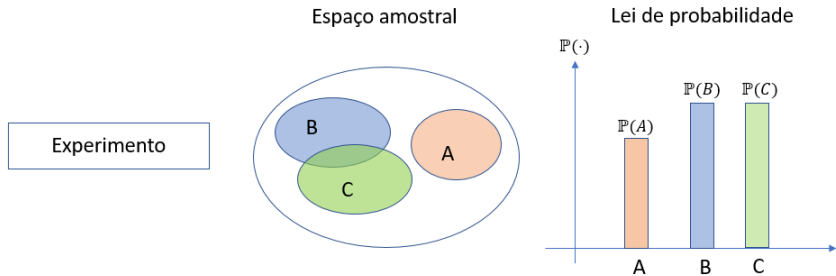 Espaço amostral
Lei de probabilidade
Experimento
B
C
A
ℙ(·)
ℙ(A)
ℙ(B)
ℙ(C)
A
B
C